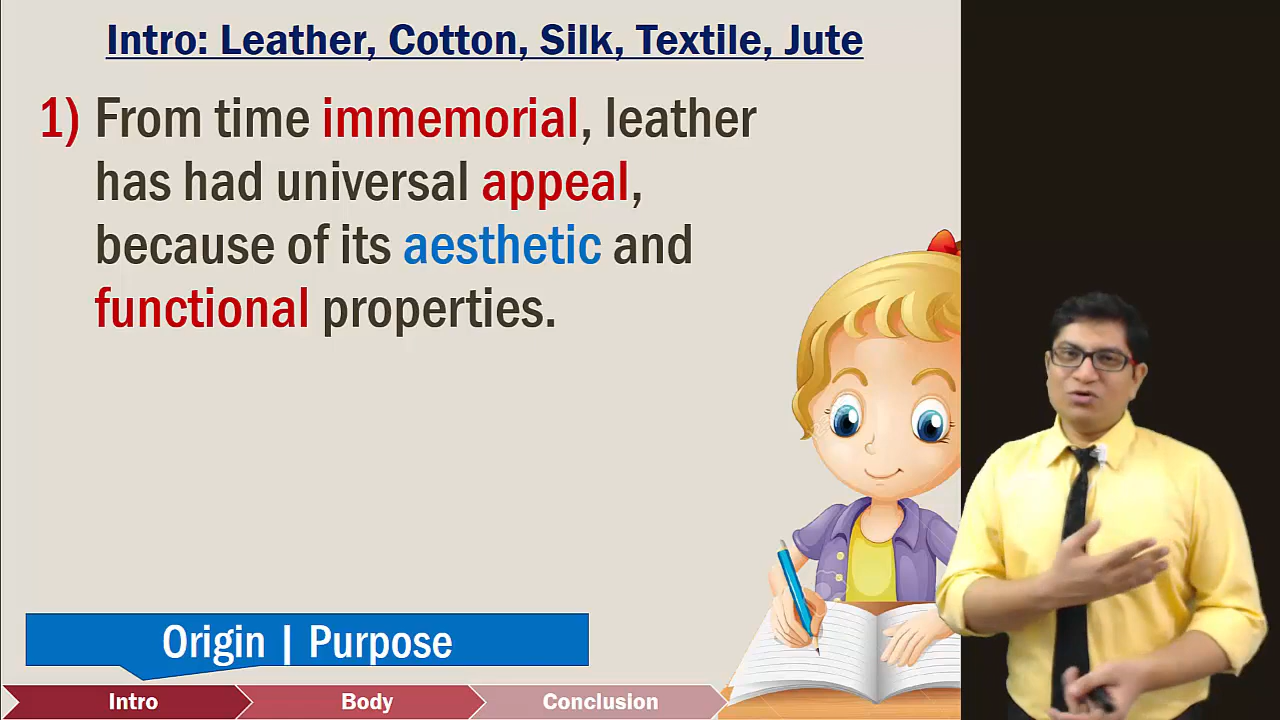 Intro: Leather, Cotton, Silk, Textile, Jute
1) From time immemorial, leather
has had universal appeal,
because of its aesthetic and
functional properties.
Origin | Purpose
Intro Body Conclusion